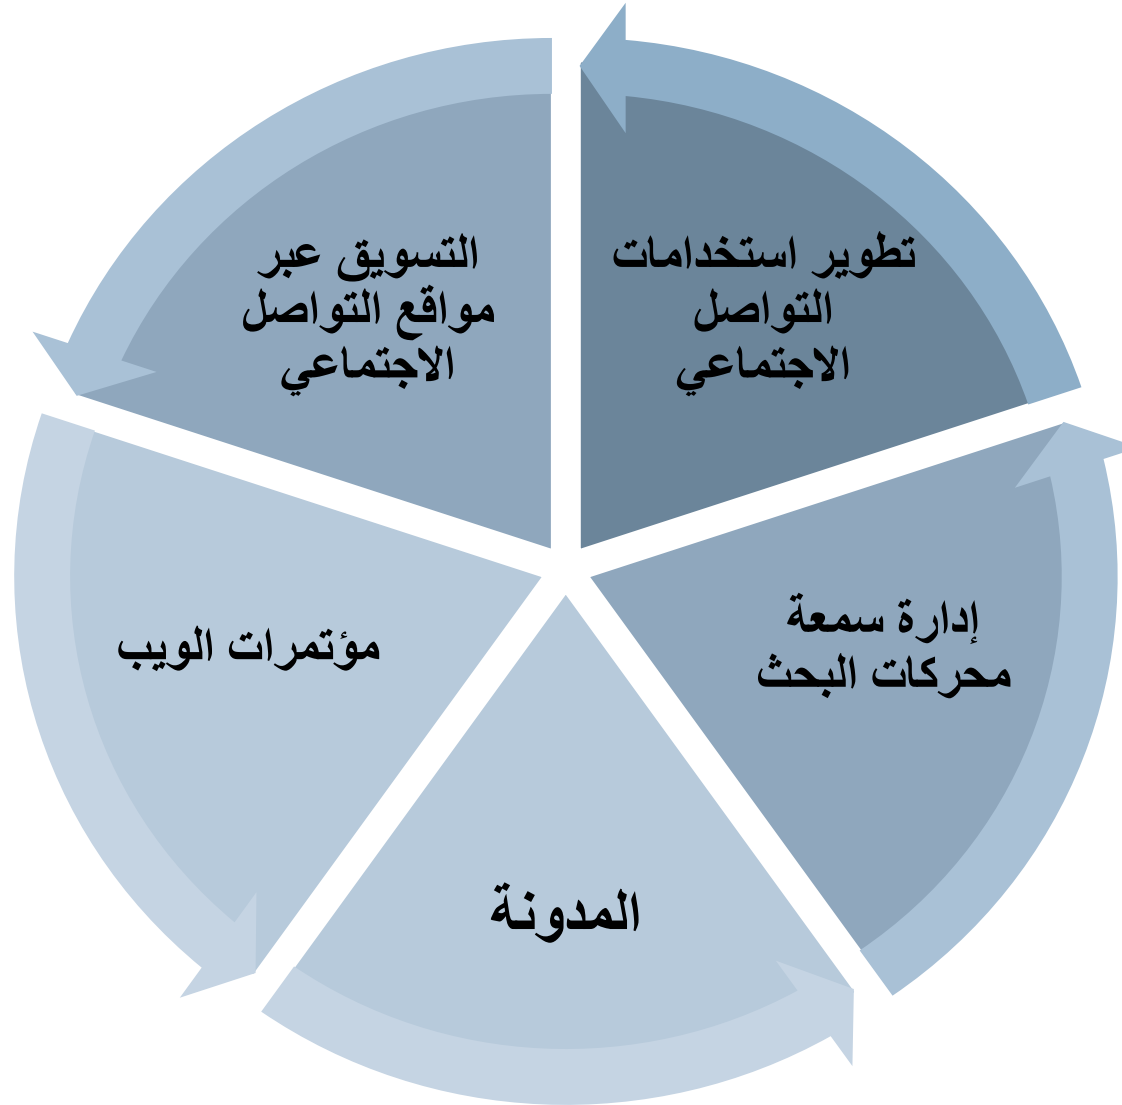 تطوير استخدامات
التواصل
الاجتماعي
التسويق عبر
مواقع التواصل
الاجتماعي
مؤتمرات الويب
المدونة
إدارة سمعة
محركات البحث